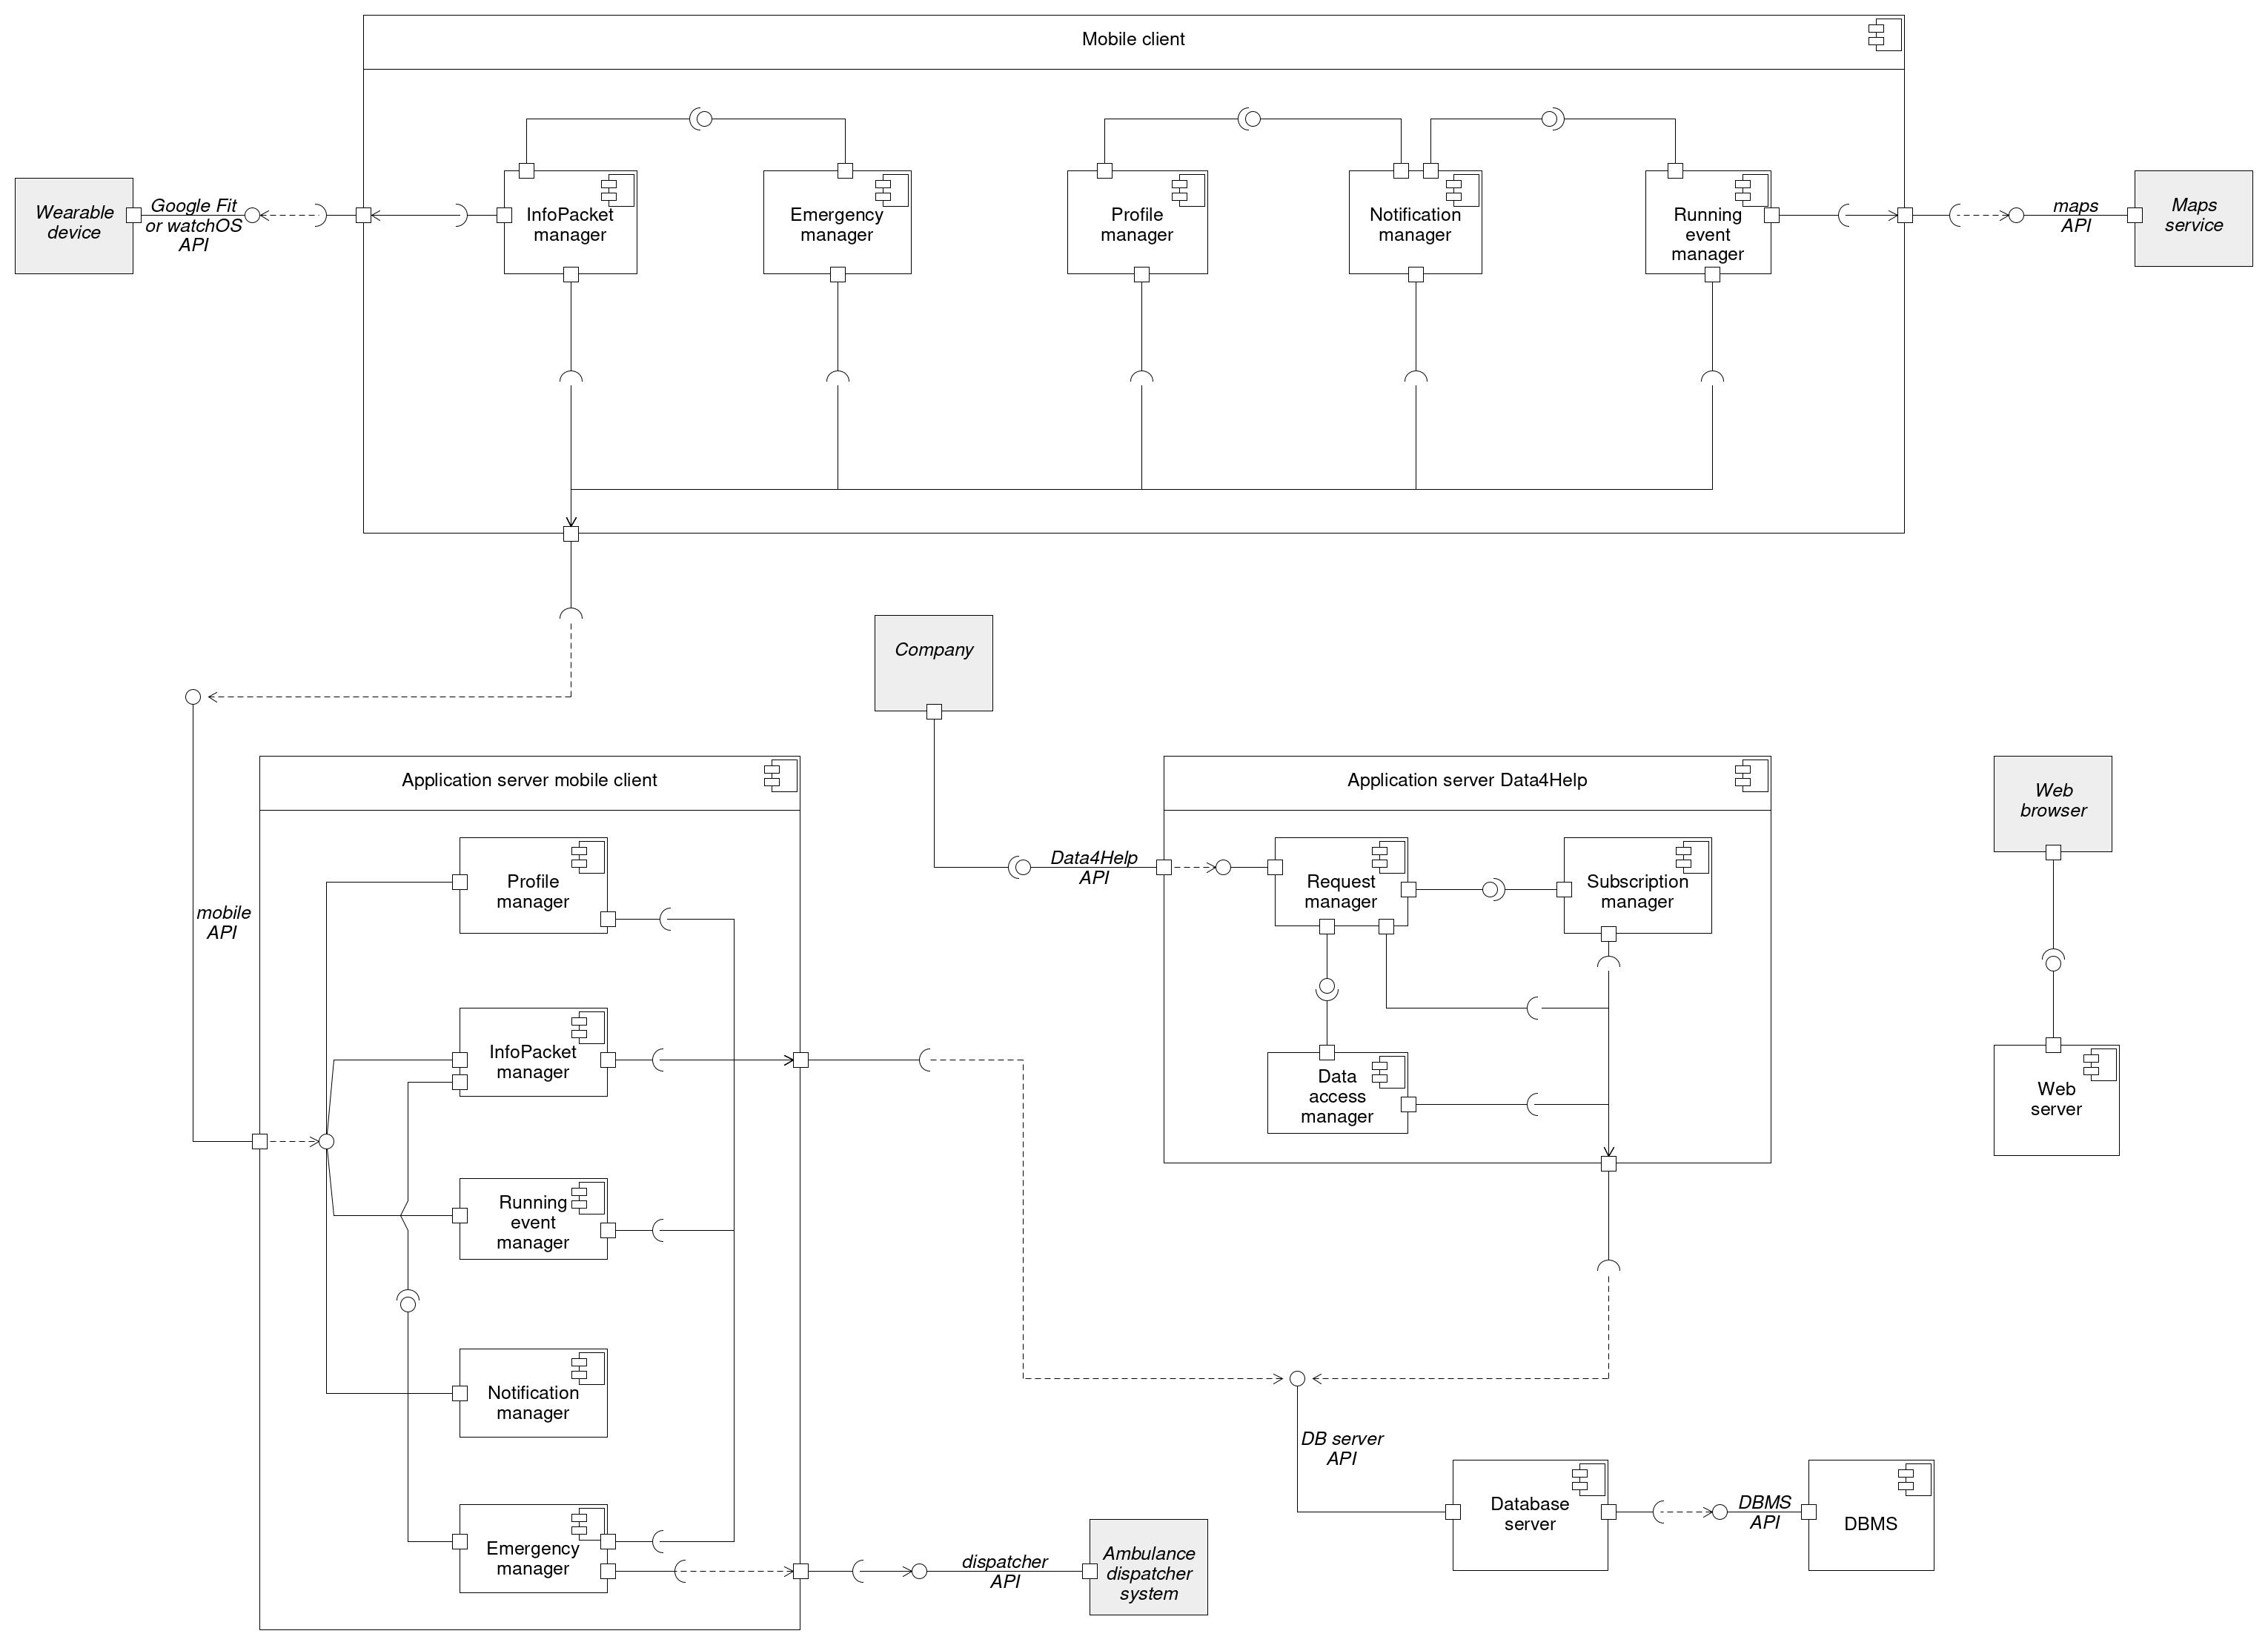 Mobile client
Wearable
device
Google Fit
or watchOS
API
InfoPacket
manager
Emergency
manager
Profile
manager
Notification
manager
Running
event
manager
maps
API
Maps
service
Company
mobile
API
Application server mobile client
Profile
manager
InfoPacket
manager
Running
event
manager
Notification
manager
Emergency
manager
dispatcher
API
Ambulance
dispatcher
system
Data4Help
API
Application server Data4Help
Request
manager
Subscription
manager
Data
access
manager
Web
browser
Web
server
DB server
API
Database
server
DBMS
API
DBMS